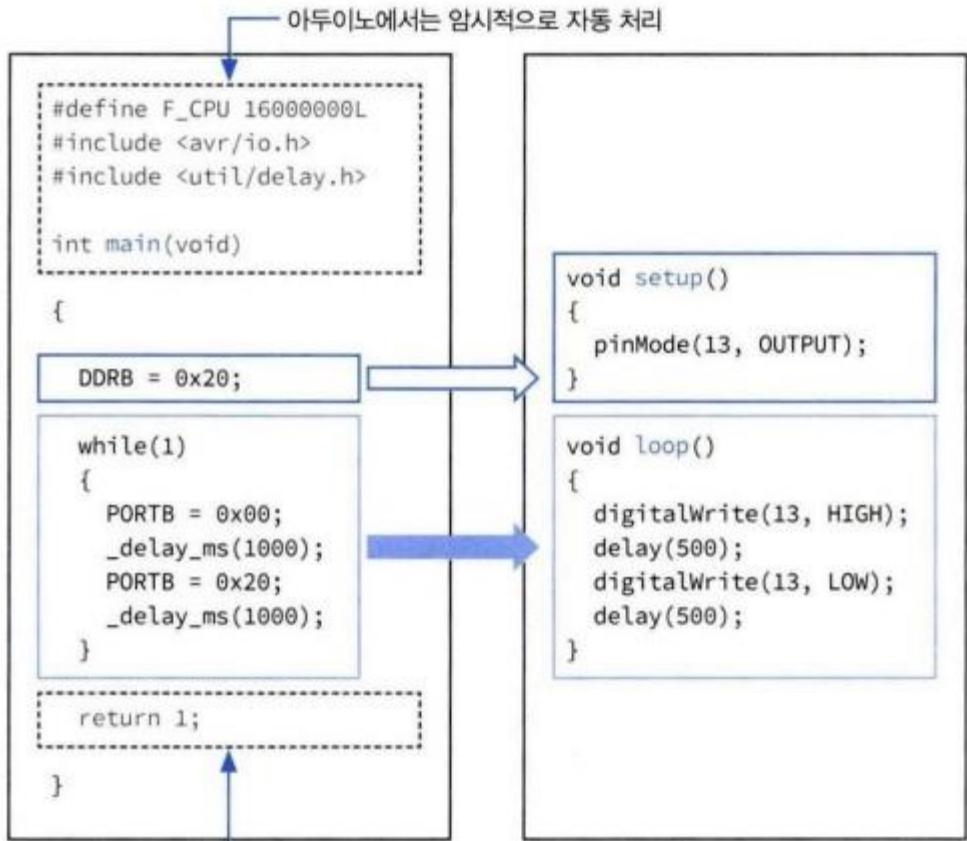 아두이노에서는 암시적으로 자동 처리
#define F_CPU 16000000L
#include <avr/io.h>
#include <util/delay.h>
int main(void)
{
DDRB = 0x20;
while(1)
{
PORTB = 0x00;
_delay_ms(1000);
PORTB = 0x20;
_delay_ms(1000);
}
return 1;
}
void setup()
{
pinMode(13, OUTPUT);
}
void loop()
{
digitalWrite(13, HIGH);
delay(500);
digitalWrite(13, LOW);
delay(500);
}